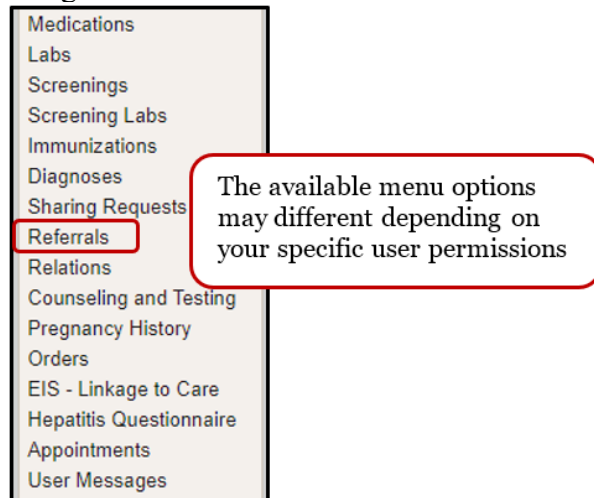 Medications
Labs
Screenings
Screening Labs
Immunizations
Diagnoses
Sharing Requests
Referrals
Relations
Counseling and Testing
Pregnancy History
Orders
EIS - Linkage to Care
Hepatitis Questionnaire
Appointments
User Messages
The available menu options
may different depending on
your specific user permissions